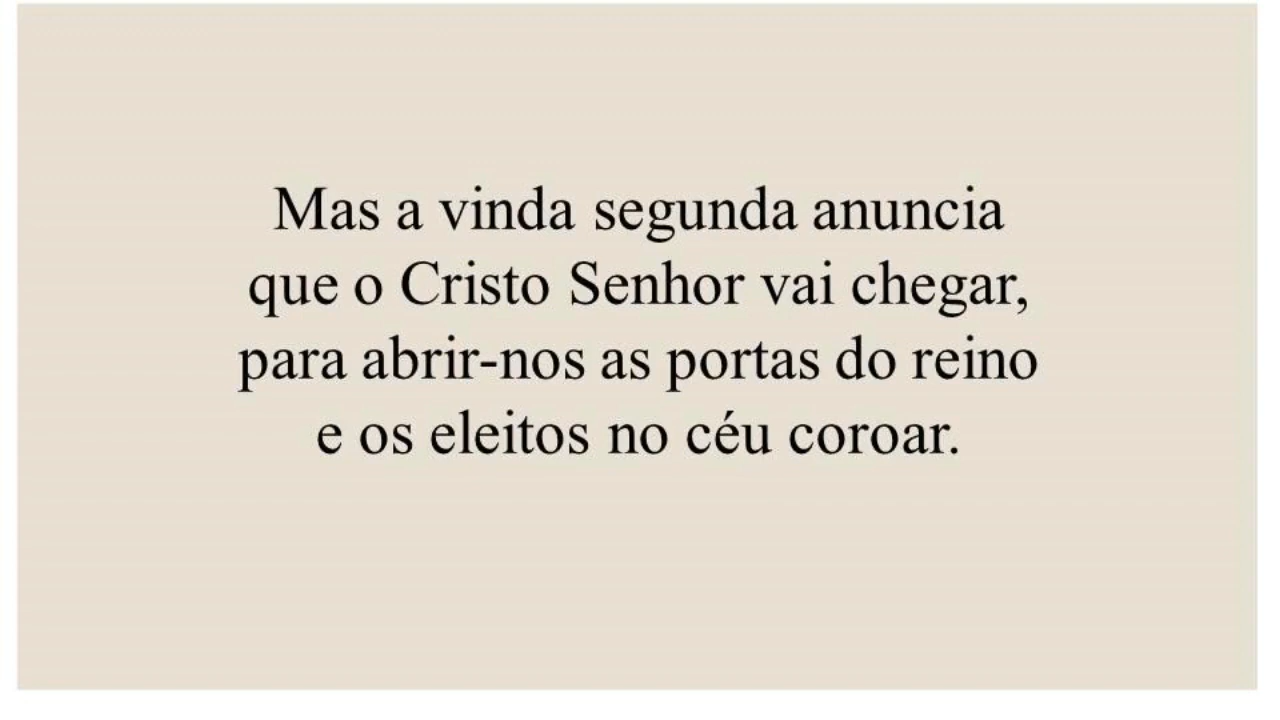 Mas a vinda segunda anuncia
que o Cristo Senhor vai chegar,
para abrir-nos as portas do reino
e os eleitos no céu coroar.